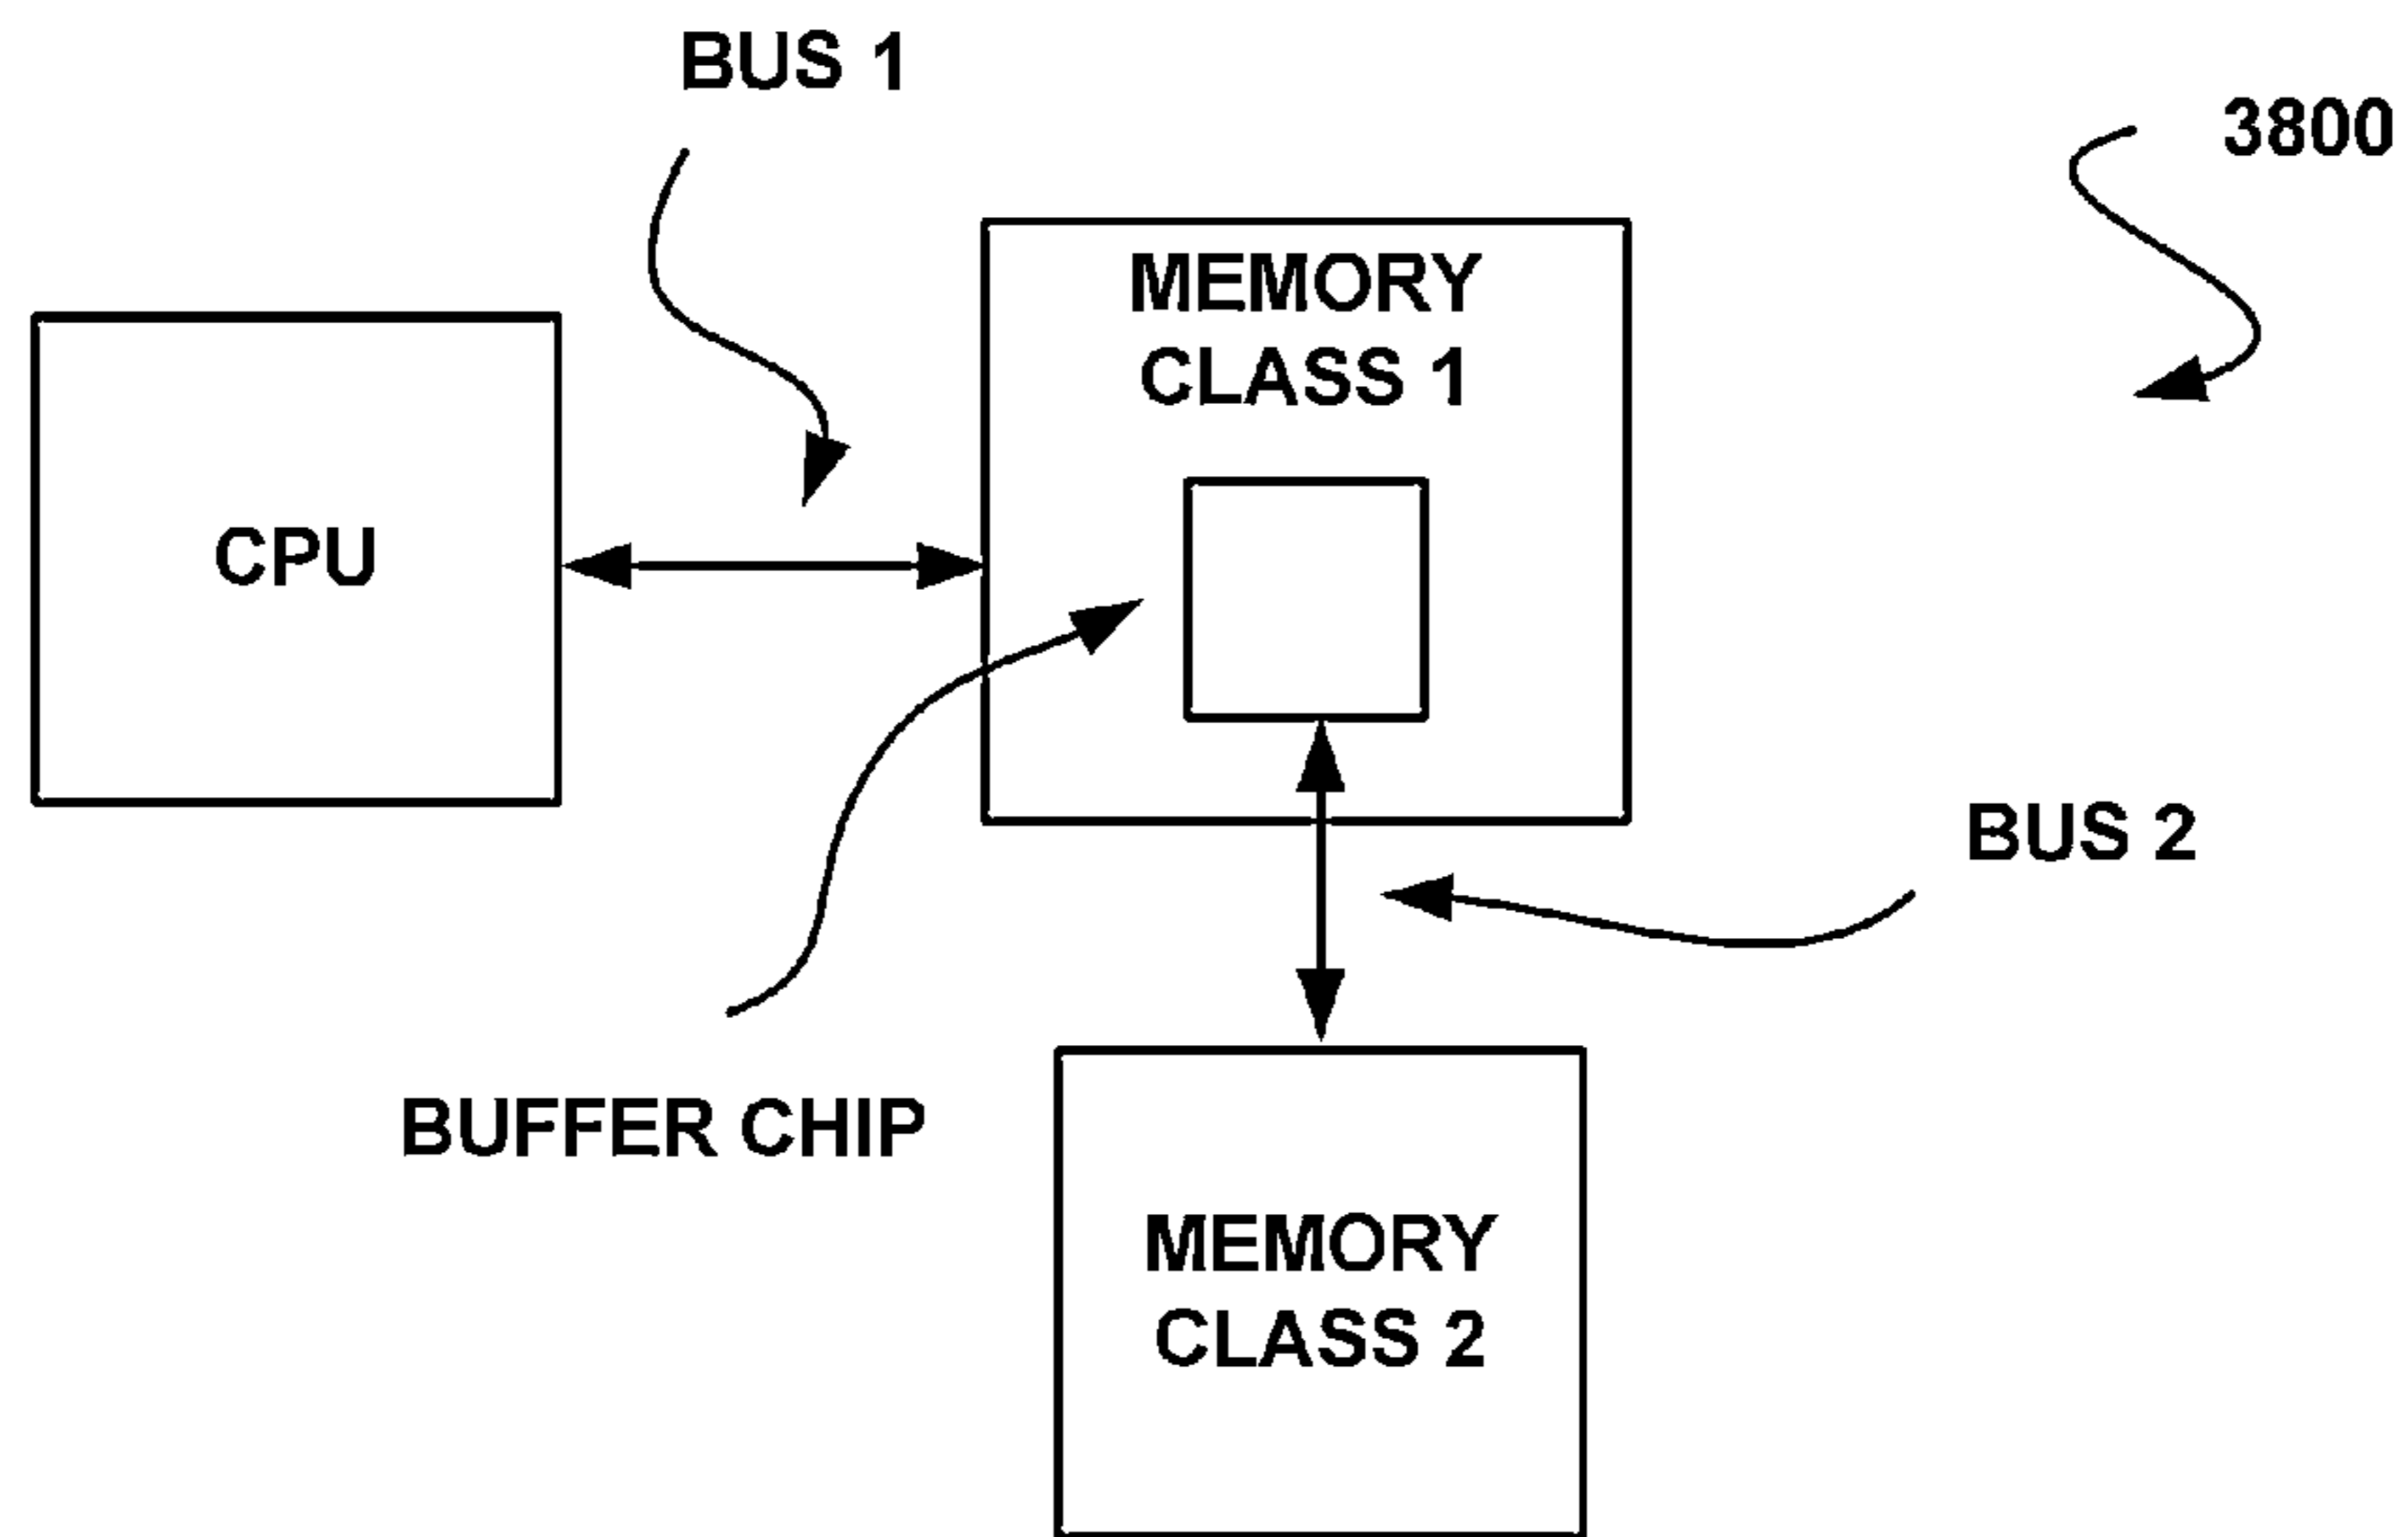 BUS 1
3800
MEMORY
CLASS 1
CPU
BUS 2
BUFFER CHIP
MEMORY
CLASS 2